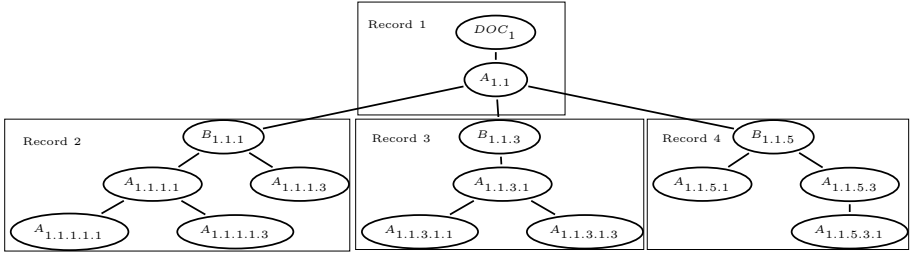 Record 1
DOC1
A1.1
Record 2
B1.1.1
Record 3
B1.1.3
Record 4
B1.1.5
A1.1.1.1
A1.1.1.3
A1.1.3.1
A1.1.5.1
A1.1.5.3
A1.1.1.1.1
A1.1.1.1.3
A1.1.3.1.1
A1.1.3.1.3
A1.1.5.3.1